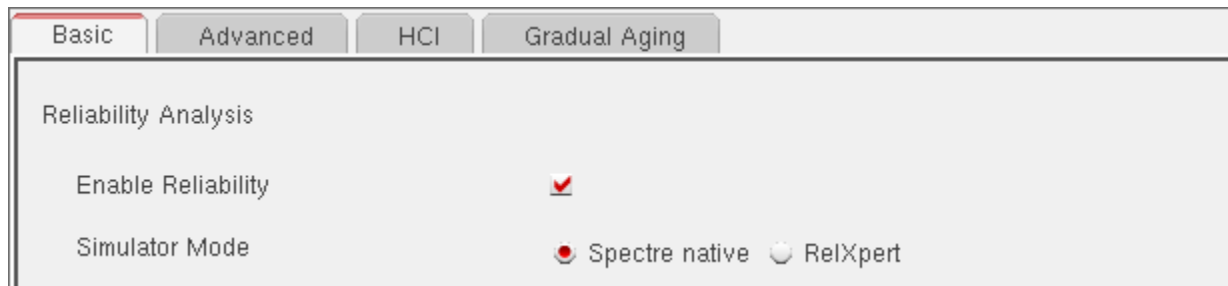 Basic Advanced HCI Gradual Aging
Reliability Analysis
Enable Reliability
Simulator Mode Spectre native RelXpert